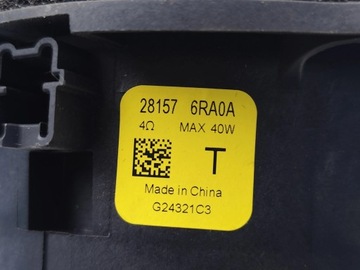 28157 6RA0A
4Ω MAX 40W
T
Made in China
G24321C3